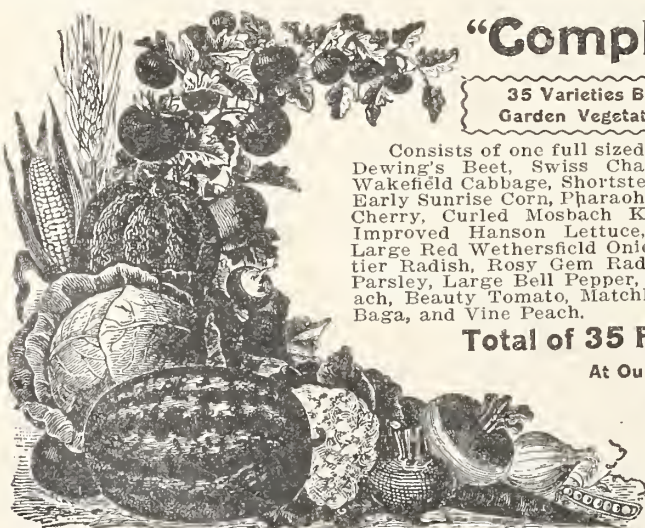 “Compl
35 Varieties B
Garden Vegetat
Consists of one full sized
Dewing's Beet, Swiss Cha
Wakefield Cabbage, Shortste
Early Sunrise Corn, Pharaoh
Cherry, Curled Mosbach K
Improved Hanson Lettuce,
Large Red Wethersfield Onio
tier Radish, Rosy Gem Rad
Parsley, Large Bell Pepper,
ach, Beauty Tomato, Matchl
Baga, and Vine Peach.
Total of 35 F
At Ou